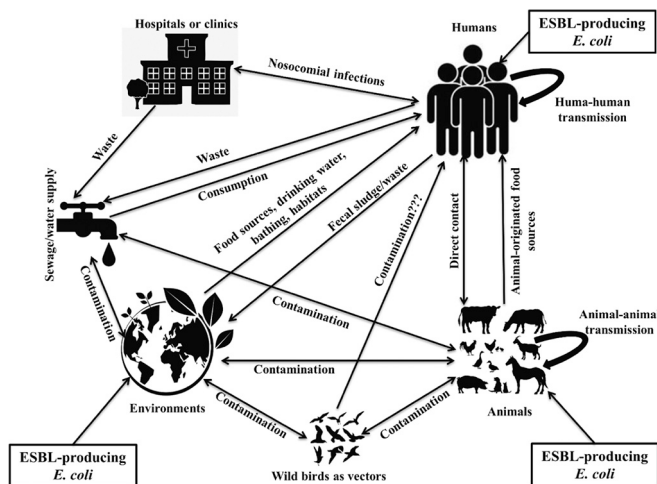 Hospitals or clinics
Humans
ESBL-producing
E. coli
Nosocomial infections
Huma-human
transmission
Waste
Waste
Consumption
Sewage/water supply
Food sources, drinking water,
bathing, habitats
Fecal sludge/waste
Contamination???
Direct contact
Animal-originated food
sources
Contamination
Contamination
Animal-animal
transmission
Contamination
Environments
Contamination
Contamination
Animals
ESBL-producing
E. coli
Wild birds as vectors
ESBL-producing
E. coli